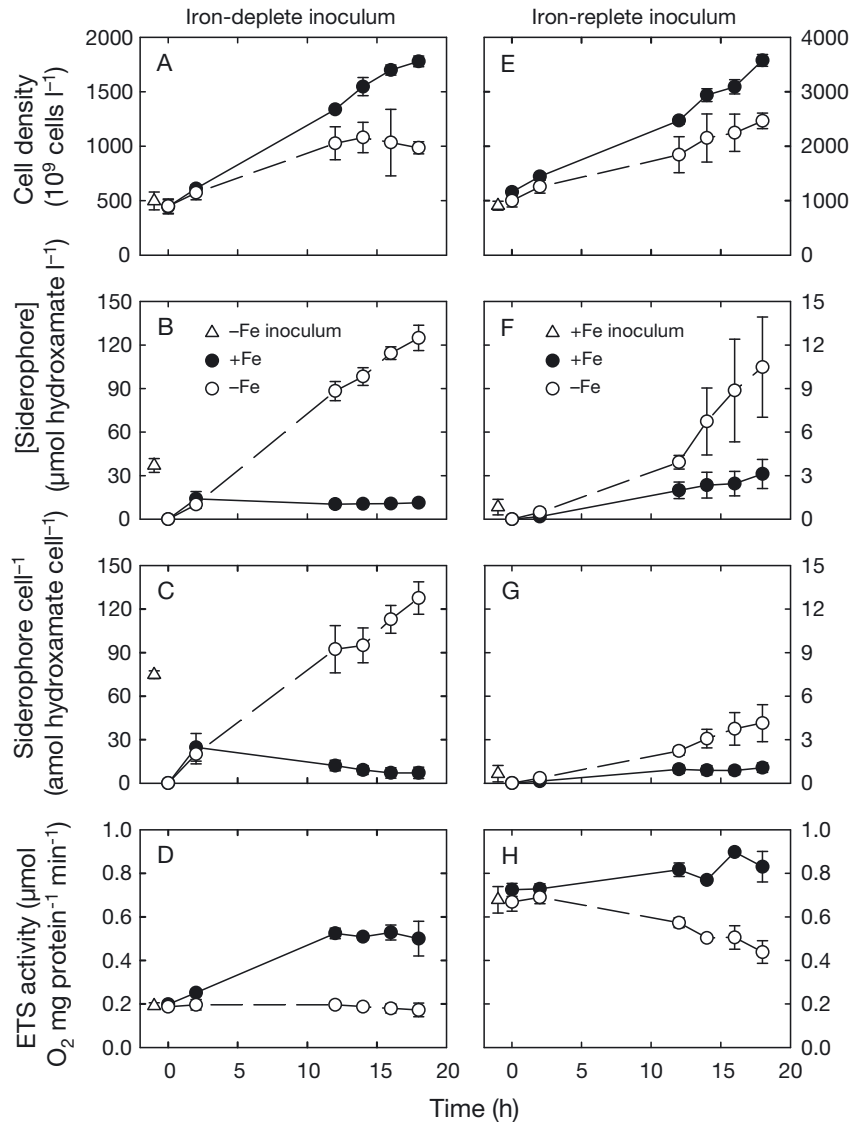 Iron-deplete inoculum
Iron-replete inoculum
Cell density
(10⁹ cells l⁻¹)
A
2000
1500
1000
500
0
E
4000
3000
2000
1000
0
[Siderophore]
(µmol hydroxamate l⁻¹)
B
150
120
90
60
30
0
–Fe inoculum
+Fe
–Fe
F
+Fe inoculum
+Fe
–Fe
15
12
9
6
3
0
Siderophore cell⁻¹
(amol hydroxamate cell⁻¹)
C
150
120
90
60
30
0
G
15
12
9
6
3
0
ETS activity (µmol
O₂ mg protein⁻¹ min⁻¹)
D
1.0
0.8
0.6
0.4
0.2
0.0
H
1.0
0.8
0.6
0.4
0.2
0.0
0 5 10 15 20
0 5 10 15 20
Time (h)